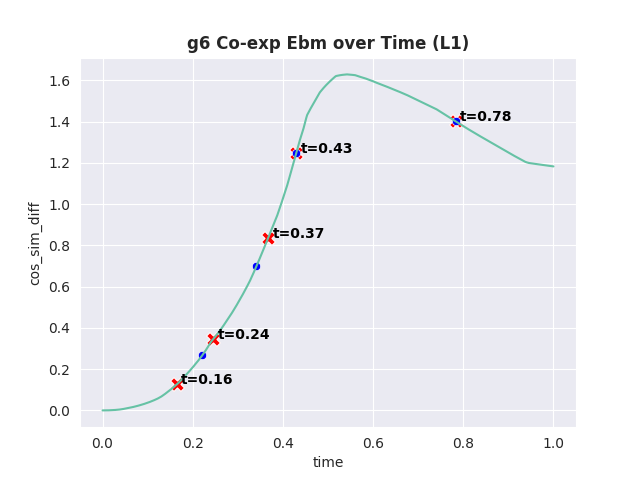 g6 Co-exp Ebm over Time (L1)
1.6
1.4
1.2
1.0
0.8
0.6
0.4
0.2
0.0
cos_sim_diff
t=0.78
t=0.43
t=0.37
t=0.24
t=0.16
0.0 0.2 0.4 0.6 0.8 1.0
time